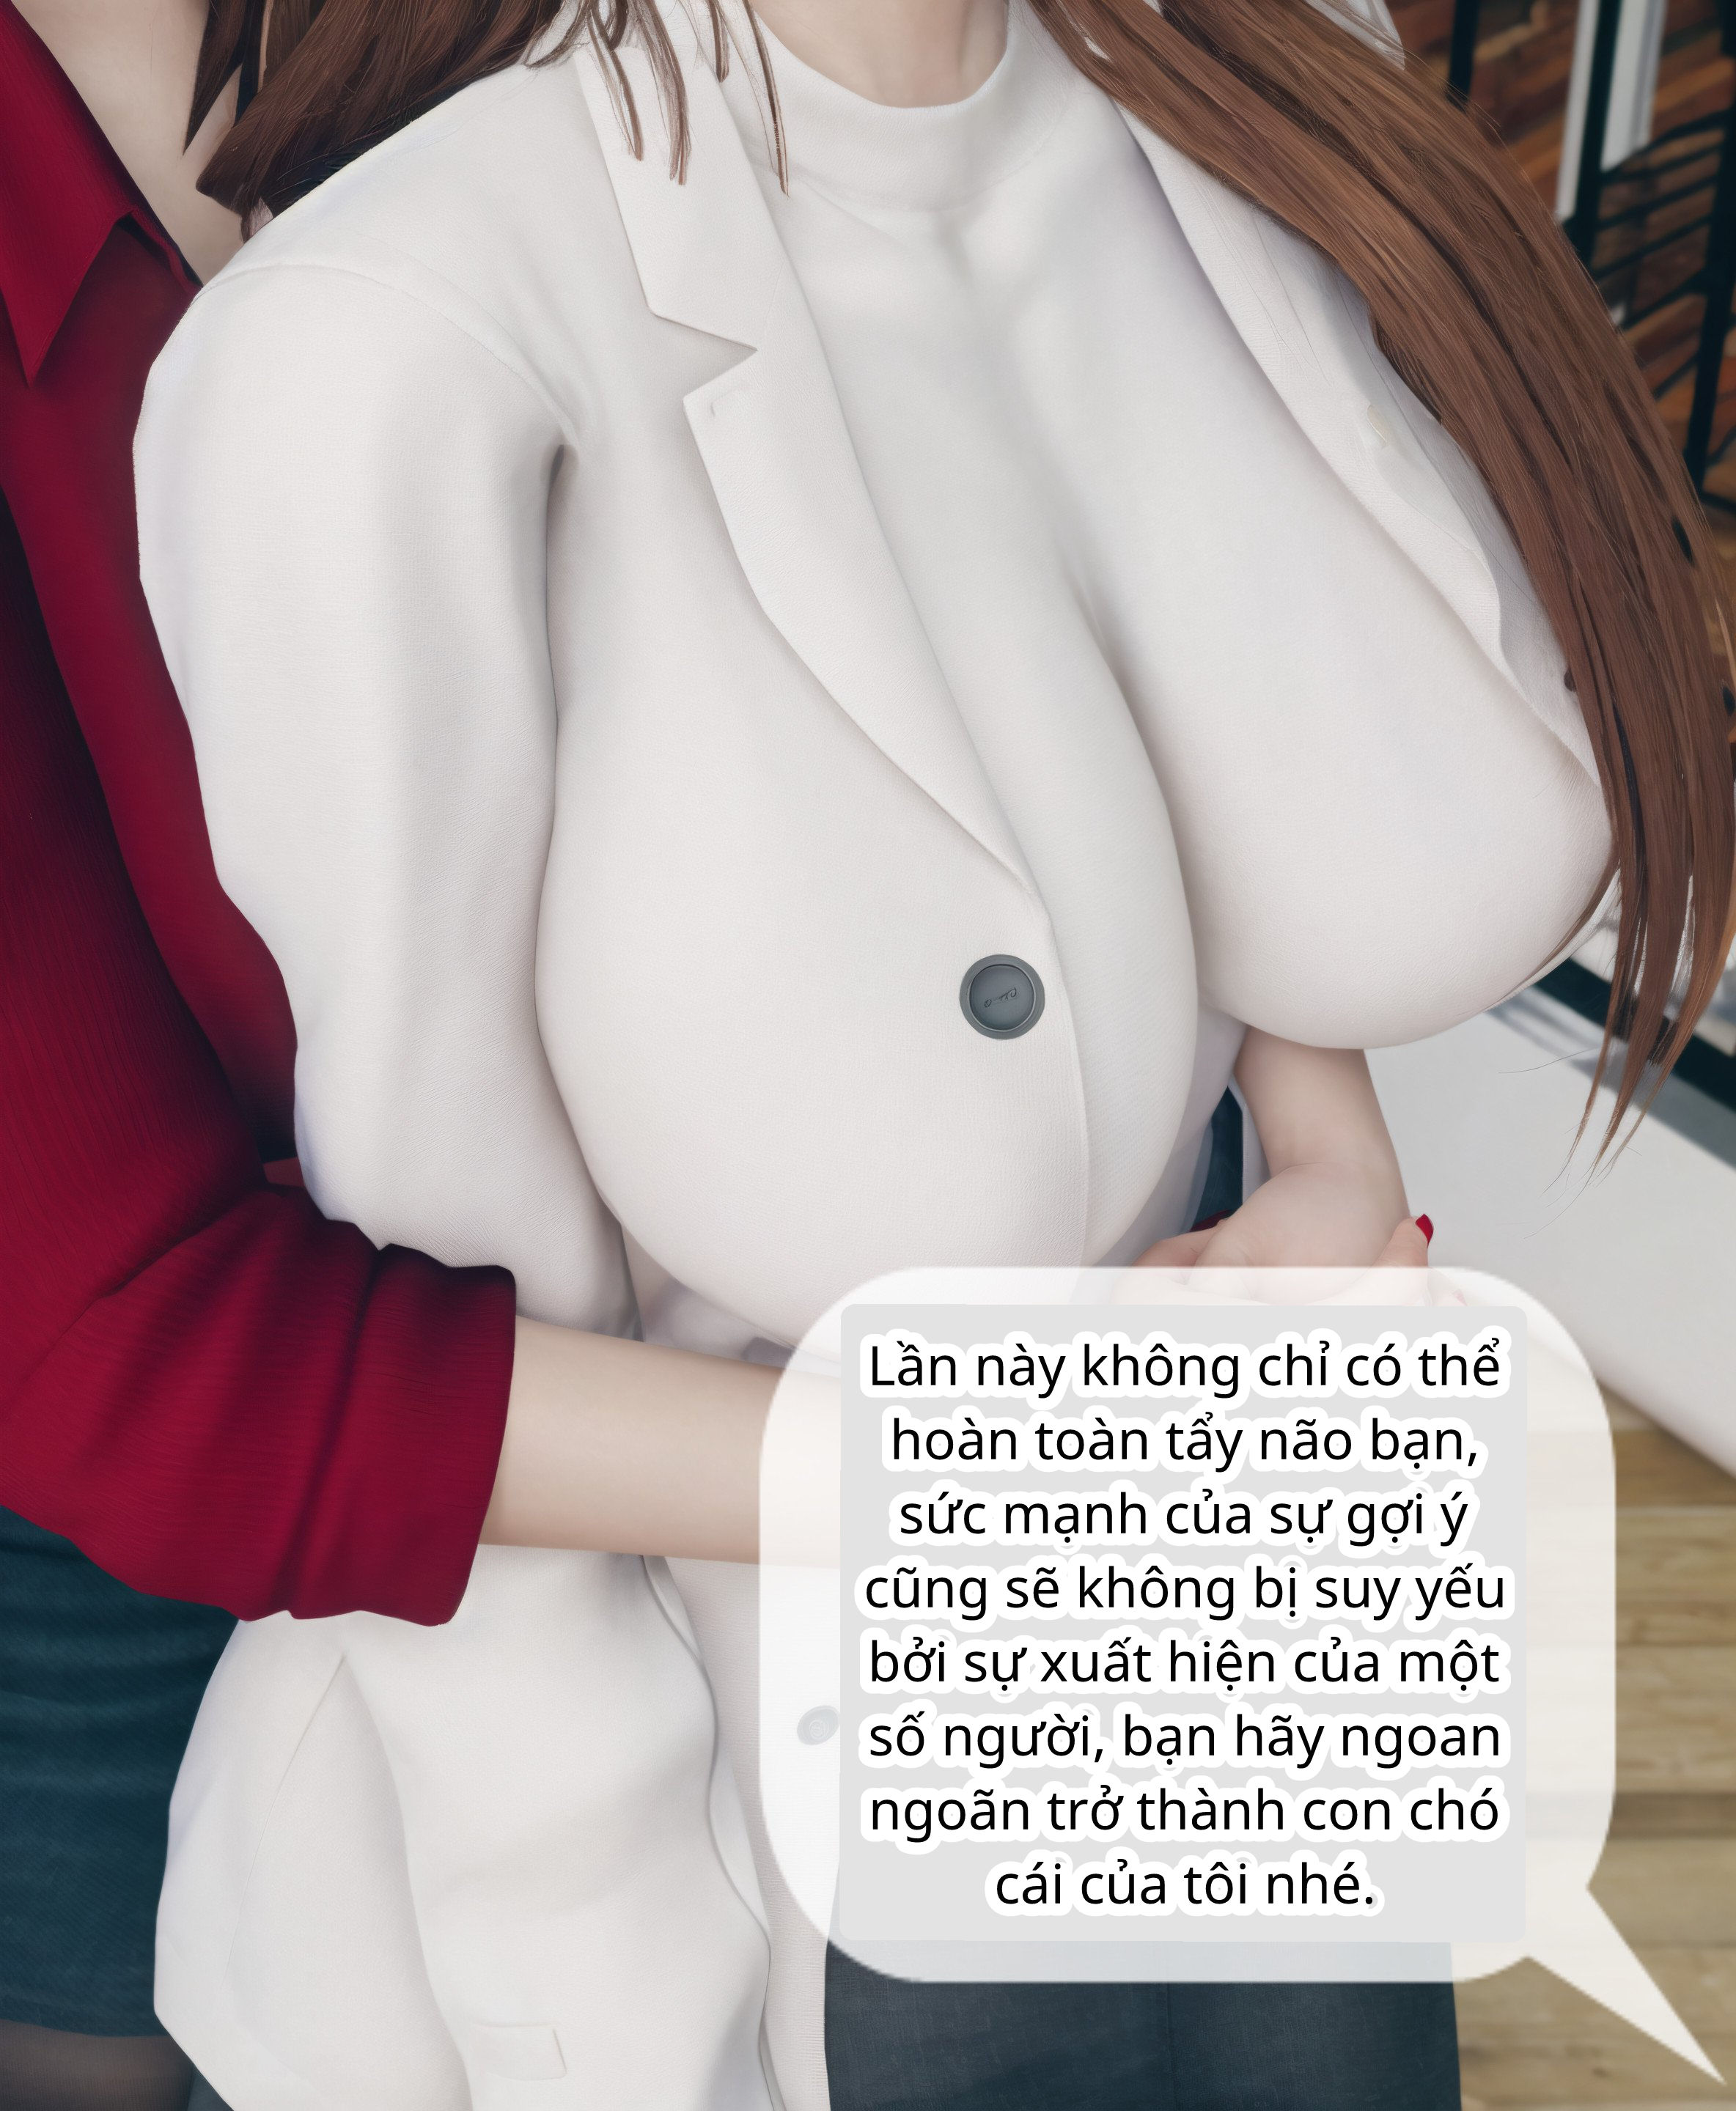 Lần này không chỉ có thể
hoàn toàn tẩy não bạn,
sức mạnh của sự gợi ý
cũng sẽ không bị suy yếu
bởi sự xuất hiện của một
số người, bạn hãy ngoan
ngoãn trở thành con chó
cái của tôi nhé.